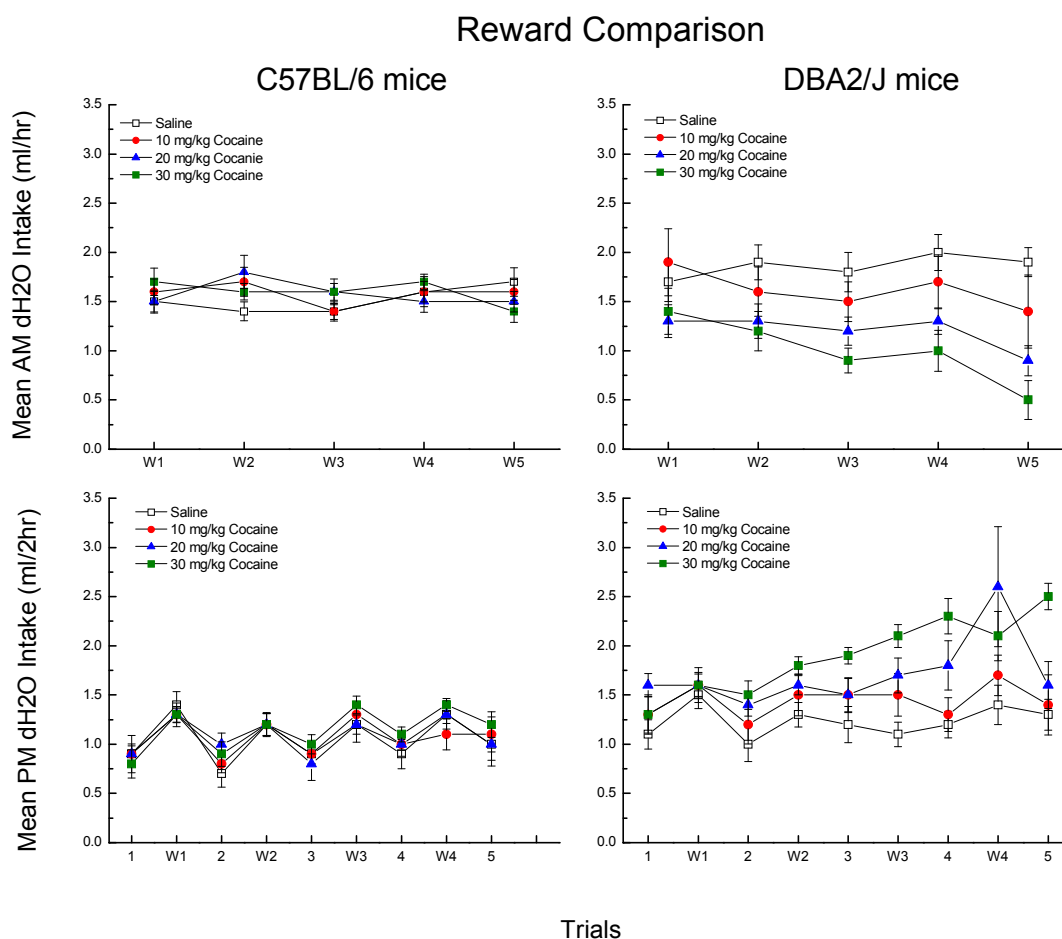 Reward Comparison
C57BL/6 mice
DBA2/J mice
Mean AM dH2O Intake (ml/hr)
3.5
3.0
2.5
2.0
1.5
1.0
0.5
0.0
Saline
10 mg/kg Cocaine
20 mg/kg Cocanie
30 mg/kg Cocaine
W1 W2 W3 W4 W5
3.5
3.0
2.5
2.0
1.5
1.0
0.5
0.0
Saline
10 mg/kg Cocaine
20 mg/kg Cocaine
30 mg/kg Cocaine
W1 W2 W3 W4 W5
Mean PM dH2O Intake (ml/2hr)
3.5
3.0
2.5
2.0
1.5
1.0
0.5
0.0
Saline
10 mg/kg Cocaine
20 mg/kg Cocaine
30 mg/kg Cocaine
1 W1 2 W2 3 W3 4 W4 5
3.5
3.0
2.5
2.0
1.5
1.0
0.5
0.0
Saline
10 mg/kg Cocaine
20 mg/kg Cocaine
30 mg/kg Cocaine
1 W1 2 W2 3 W3 4 W4 5
Trials